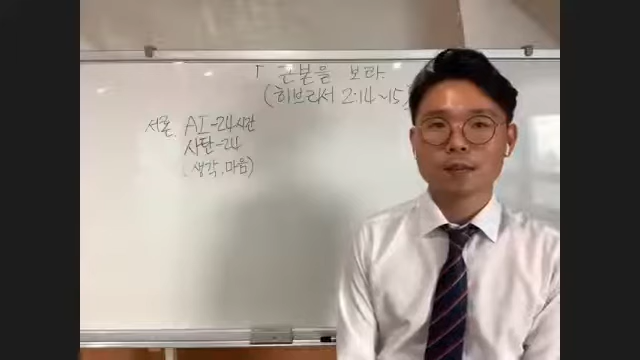 「근본을 보라.
(히브리서 2:14~15)
서론. AI-24시간
사탄-24
(생각, 마음)